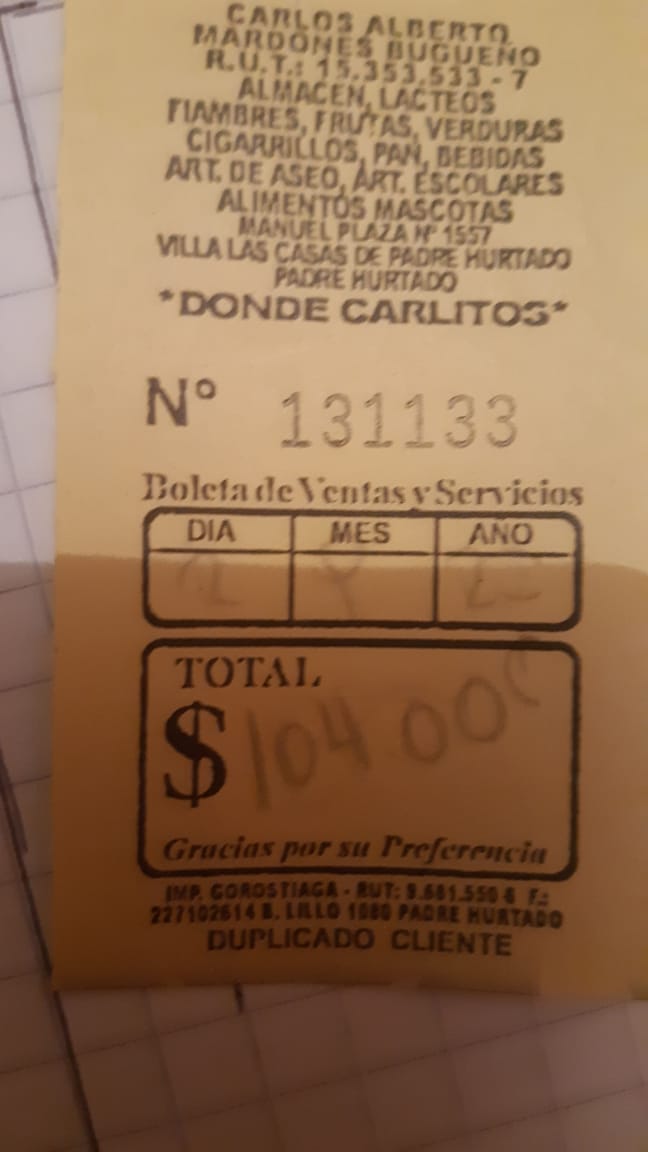 CARLOS ALBERTO
MARDONES BUGUEÑO
R.U.T.: 15.353.533 - 7
ALMACEN, LACTEOS
FIAMBRES, FRUTAS, VERDURAS
CIGARRILLOS, PAN, BEBIDAS
ART. DE ASEO, ART. ESCOLARES
ALIMENTOS MASCOTAS
MANUEL PLAZA Nº 1557
VILLA LAS CASAS DE PADRE HURTADO
PADRE HURTADO
*DONDE CARLITOS*
Nº 131133
Boleta de Ventas y Servicios
DIA MES AÑO
TOTAL
$ 104.000
Gracias por su Preferencia
IMP. GOROSTIAGA - RUT: 9.681.550 F.:
227102614 B. LILLO 1080 PADRE HURTADO
DUPLICADO CLIENTE